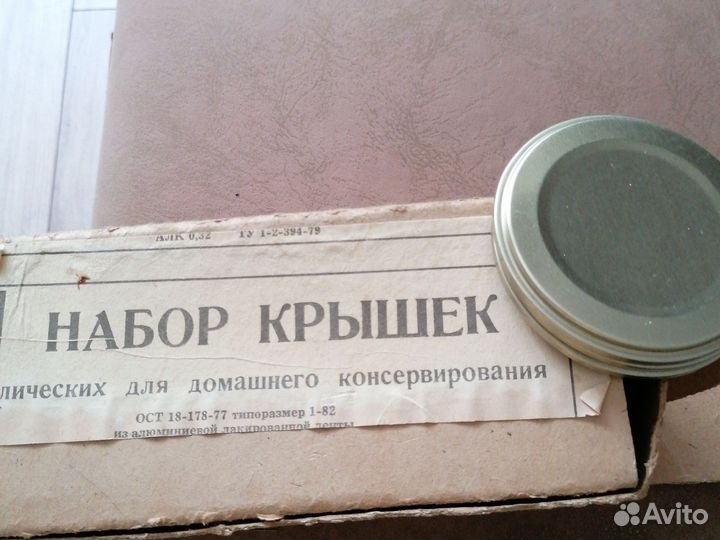 АЛК 0,32 ТУ 1-2-394-79
НАБОР КРЫШЕК
лических для домашнего консервирования
ОСТ 18-178-77 типоразмер 1-82
из алюминиевой лакированной ленты
Avito